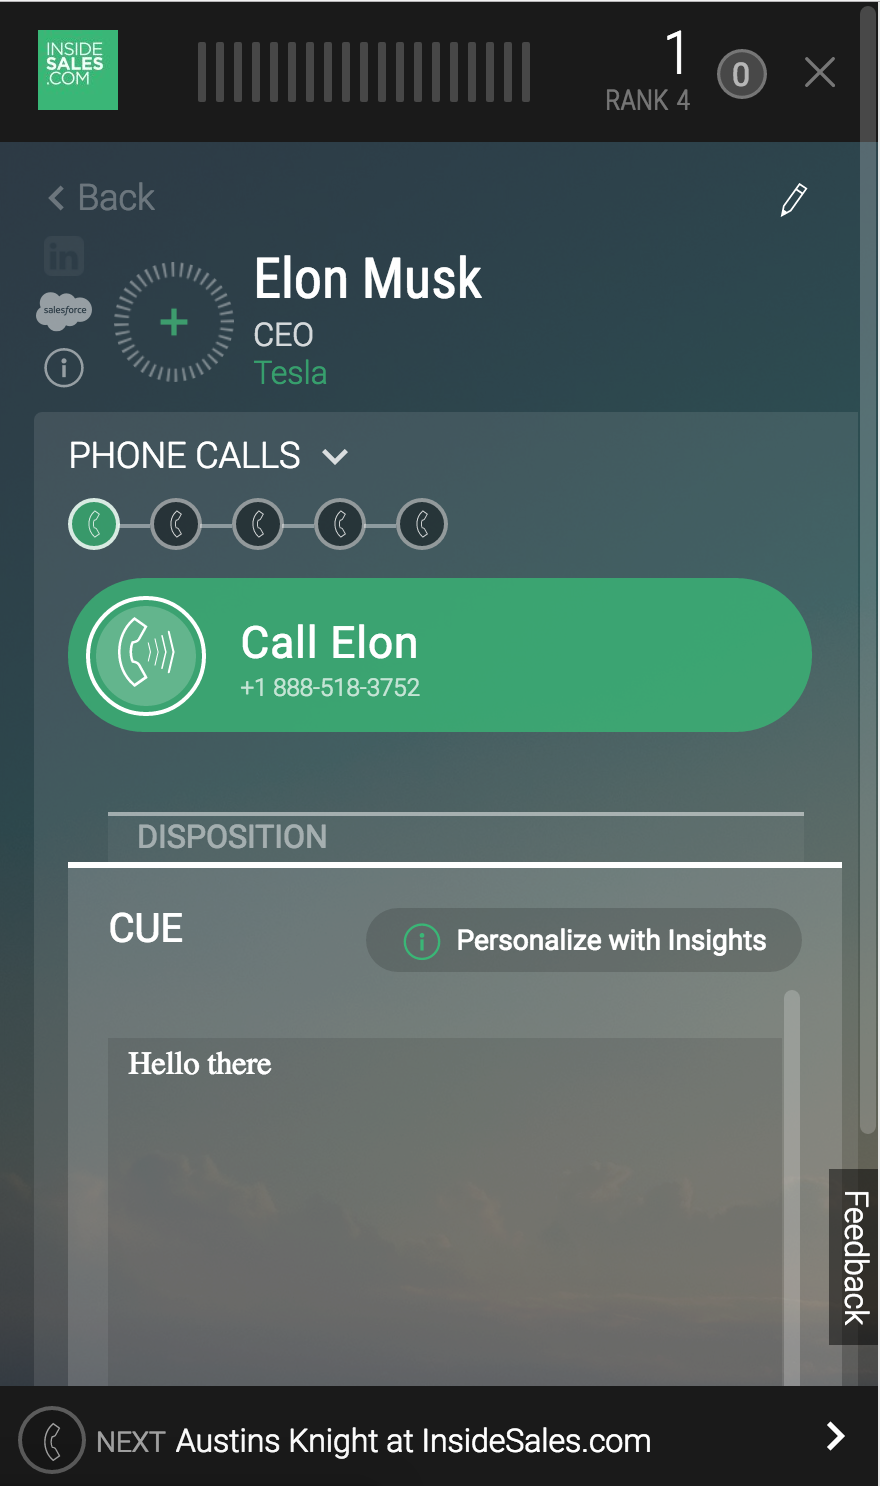 INSIDE
SALES
.COM
1
RANK 4
0
Back
in
salesforce
Elon Musk
CEO
Tesla
PHONE CALLS
Call Elon
+1 888-518-3752
DISPOSITION
CUE
Personalize with Insights
Hello there
Feedback
NEXT Austins Knight at InsideSales.com